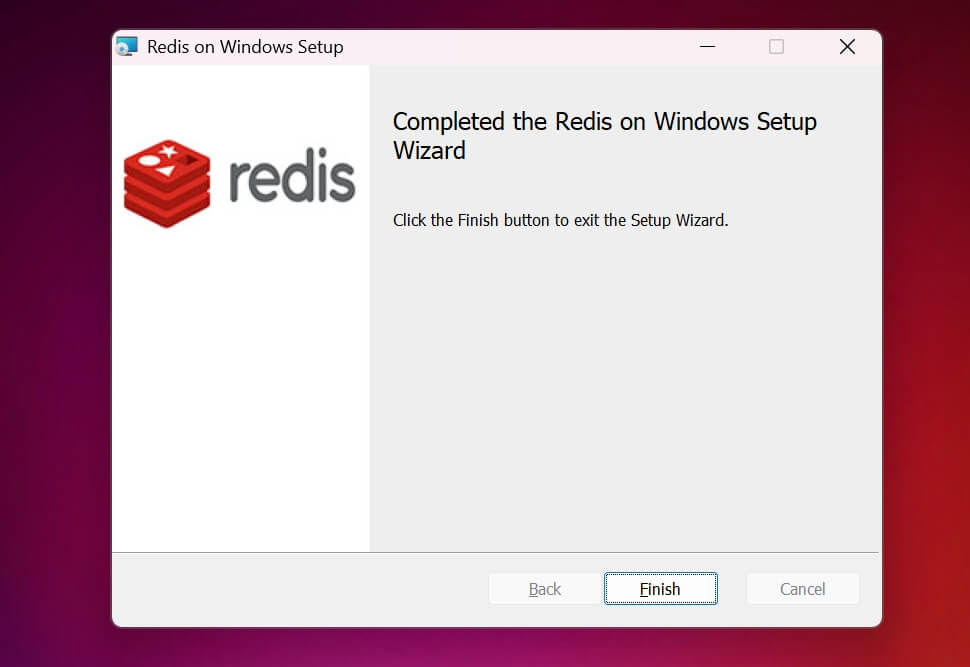 Redis on Windows Setup
redis
Completed the Redis on Windows Setup
Wizard
Click the Finish button to exit the Setup Wizard.
Back
Finish
Cancel